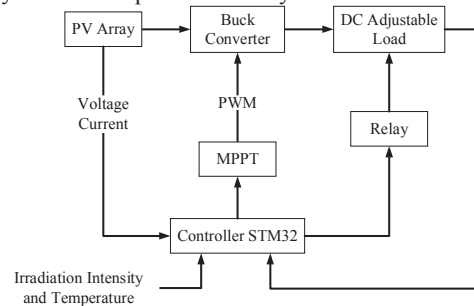 PV Array
Buck
Converter
DC Adjustable
Load
Voltage
Current
PWM
Relay
MPPT
Controller STM32
Irradiation Intensity
and Temperature